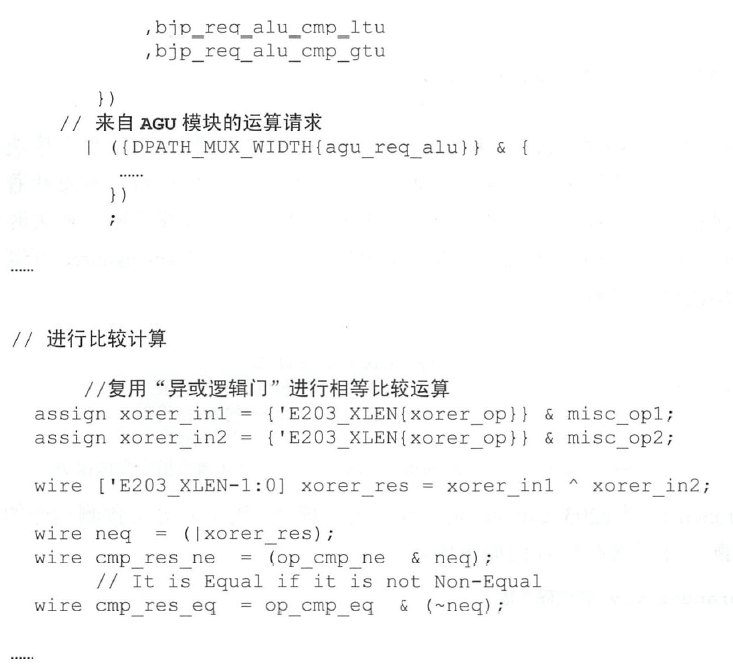 ,bjp_req_alu_cmp_ltu
,bjp_req_alu_cmp_gtu
})
// 来自 AGU 模块的运算请求
| ({DPATH_MUX_WIDTH{agu_req_alu}} & {
……
})
;
……
// 进行比较计算
//复用“异或逻辑门”进行相等比较运算
assign xorer_in1 = {'E203_XLEN{xorer_op}} & misc_op1;
assign xorer_in2 = {'E203_XLEN{xorer_op}} & misc_op2;
wire ['E203_XLEN-1:0] xorer_res = xorer_in1 ^ xorer_in2;
wire neq = (|xorer_res);
wire cmp_res_ne = (op_cmp_ne & neq);
// It is Equal if it is not Non-Equal
wire cmp_res_eq = op_cmp_eq & (~neq);
……